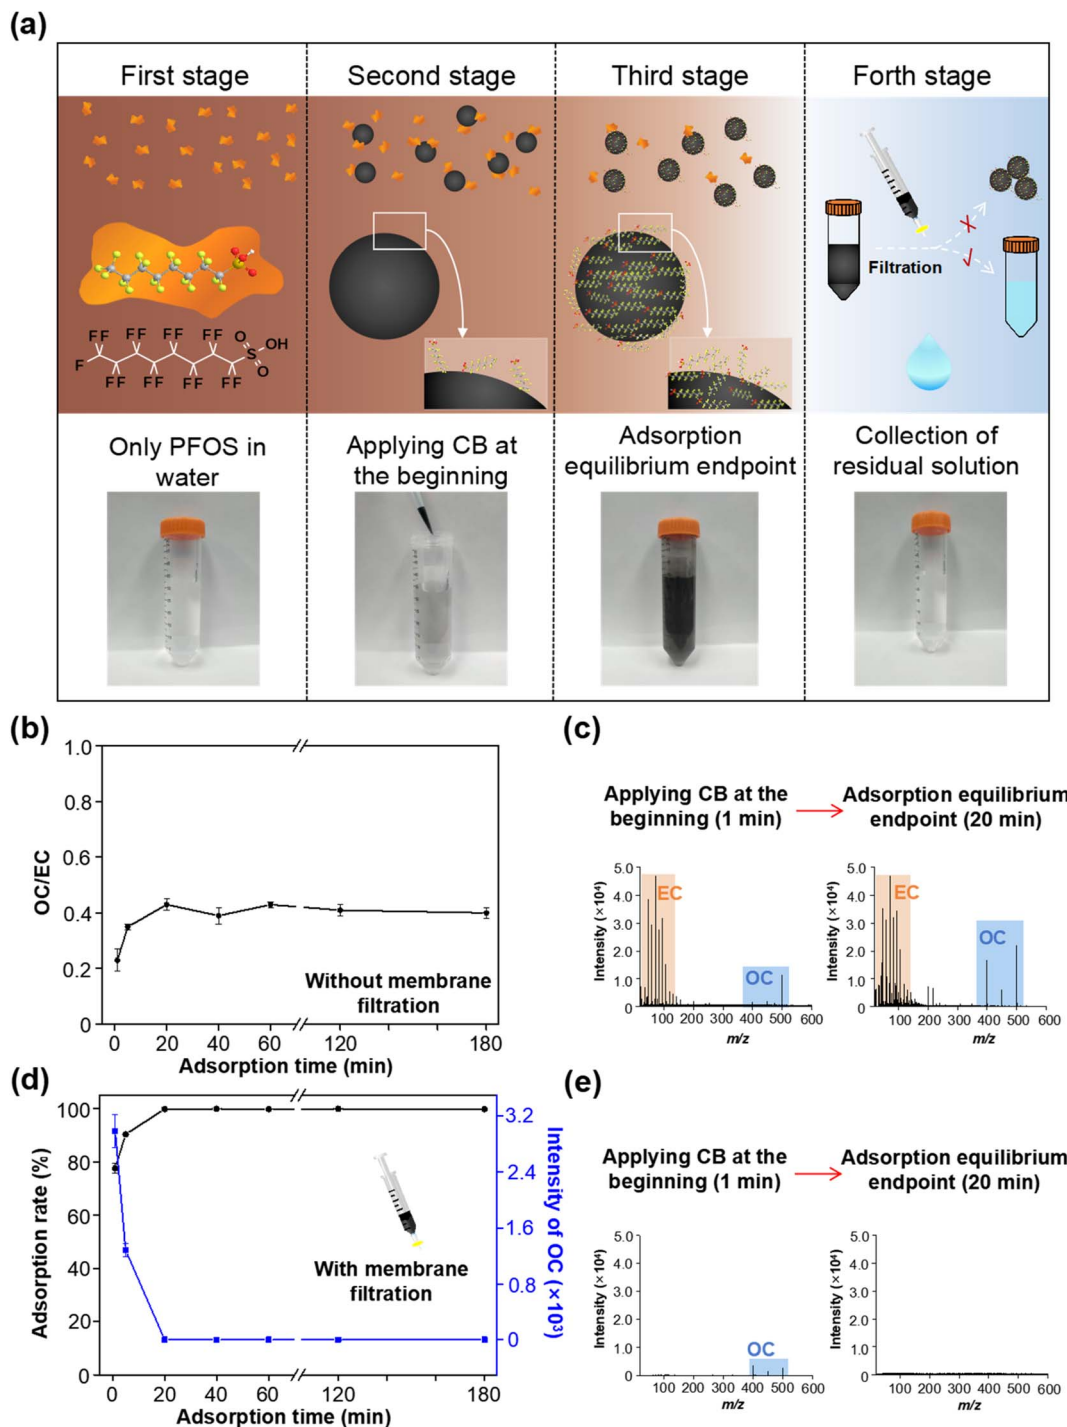 (a)
First stage
Second stage
Third stage
Forth stage
F F
F F
F F
F F
O
OH
S
F
O
F F
F F
F F
F F
Filtration
Only PFOS in
water
Applying CB at
the beginning
Adsorption
equilibrium endpoint
Collection of
residual solution
(b)
1.0
0.8
0.6
0.4
0.2
0.0
OC/EC
Without membrane
filtration
0 20 40 60 120 180
Adsorption time (min)
(c)
Applying CB at the
beginning (1 min)
Adsorption equilibrium
endpoint (20 min)
Intensity (×10⁴)
5.0
4.0
3.0
2.0
1.0
0
EC
OC
100 200 300 400 500 600
m/z
Intensity (×10⁴)
5.0
4.0
3.0
2.0
1.0
0
EC
OC
100 200 300 400 500 600
m/z
(d)
Adsorption rate (%)
100
80
60
40
20
0
With membrane
filtration
3.2
2.4
1.6
0.8
0
Intensity of OC (×10³)
0 20 40 60 120 180
Adsorption time (min)
(e)
Applying CB at the
beginning (1 min)
Adsorption equilibrium
endpoint (20 min)
Intensity (×10⁴)
5.0
4.0
3.0
2.0
1.0
0
OC
100 200 300 400 500 600
m/z
Intensity (×10⁴)
5.0
4.0
3.0
2.0
1.0
0
100 200 300 400 500 600
m/z